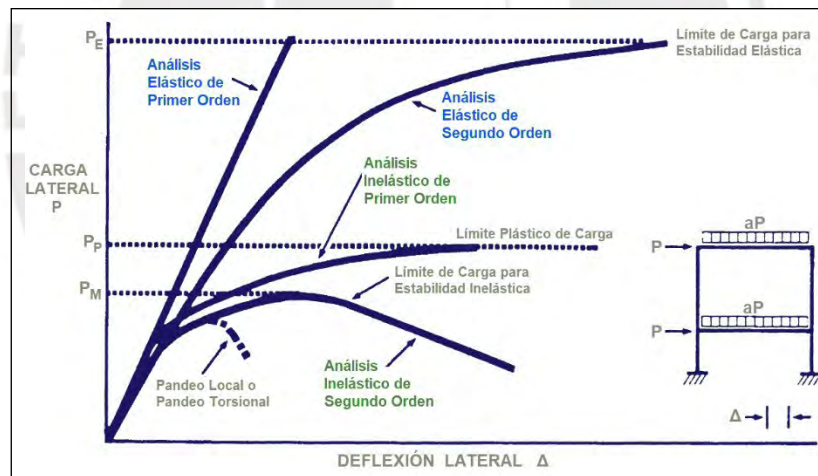 P_E
Límite de Carga para
Estabilidad Elástica
Análisis
Elástico de
Primer Orden
Análisis
Elástico de
Segundo Orden
CARGA
LATERAL
P
Análisis
Inelástico de
Primer Orden
P_P
Límite Plástico de Carga
P_M
Límite de Carga para
Estabilidad Inelástica
Pandeo Local o
Pandeo Torsional
Análisis
Inelástico de
Segundo Orden
aP
P
aP
P
Δ
DEFLEXIÓN LATERAL Δ